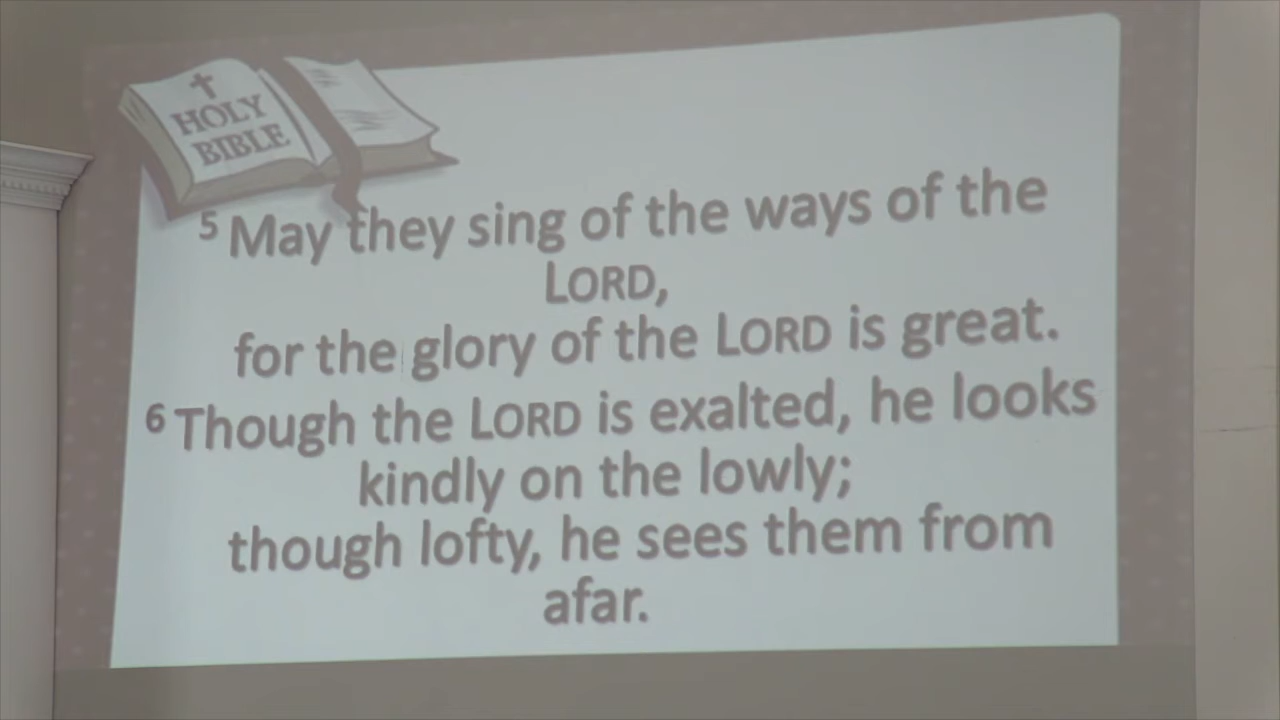 HOLY
BIBLE
5 May they sing of the ways of the
LORD,
for the glory of the LORD is great.
6 Though the LORD is exalted, he looks
kindly on the lowly;
though lofty, he sees them from
afar.